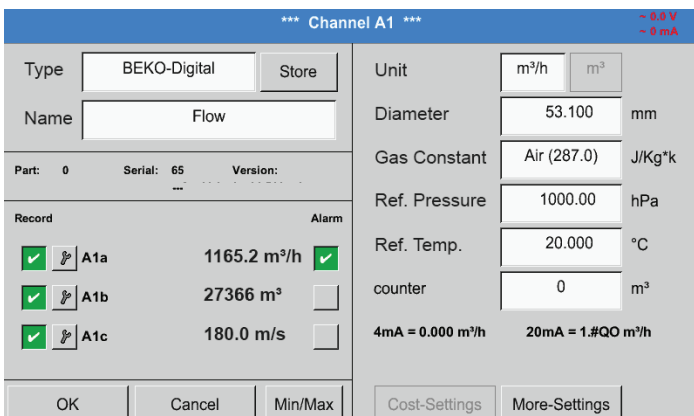 *** Channel A1 ***
~ 0.0 V
~ 0 mA
Type BEKO-Digital Store
Name Flow
Part: 0 Serial: 65 Version:
---
Record Alarm
A1a 1165.2 m³/h
A1b 27366 m³
A1c 180.0 m/s
OK Cancel Min/Max
Unit m³/h m³
Diameter 53.100 mm
Gas Constant Air (287.0) J/Kg*k
Ref. Pressure 1000.00 hPa
Ref. Temp. 20.000 °C
counter 0 m³
4mA = 0.000 m³/h 20mA = 1.#QO m³/h
Cost-Settings More-Settings